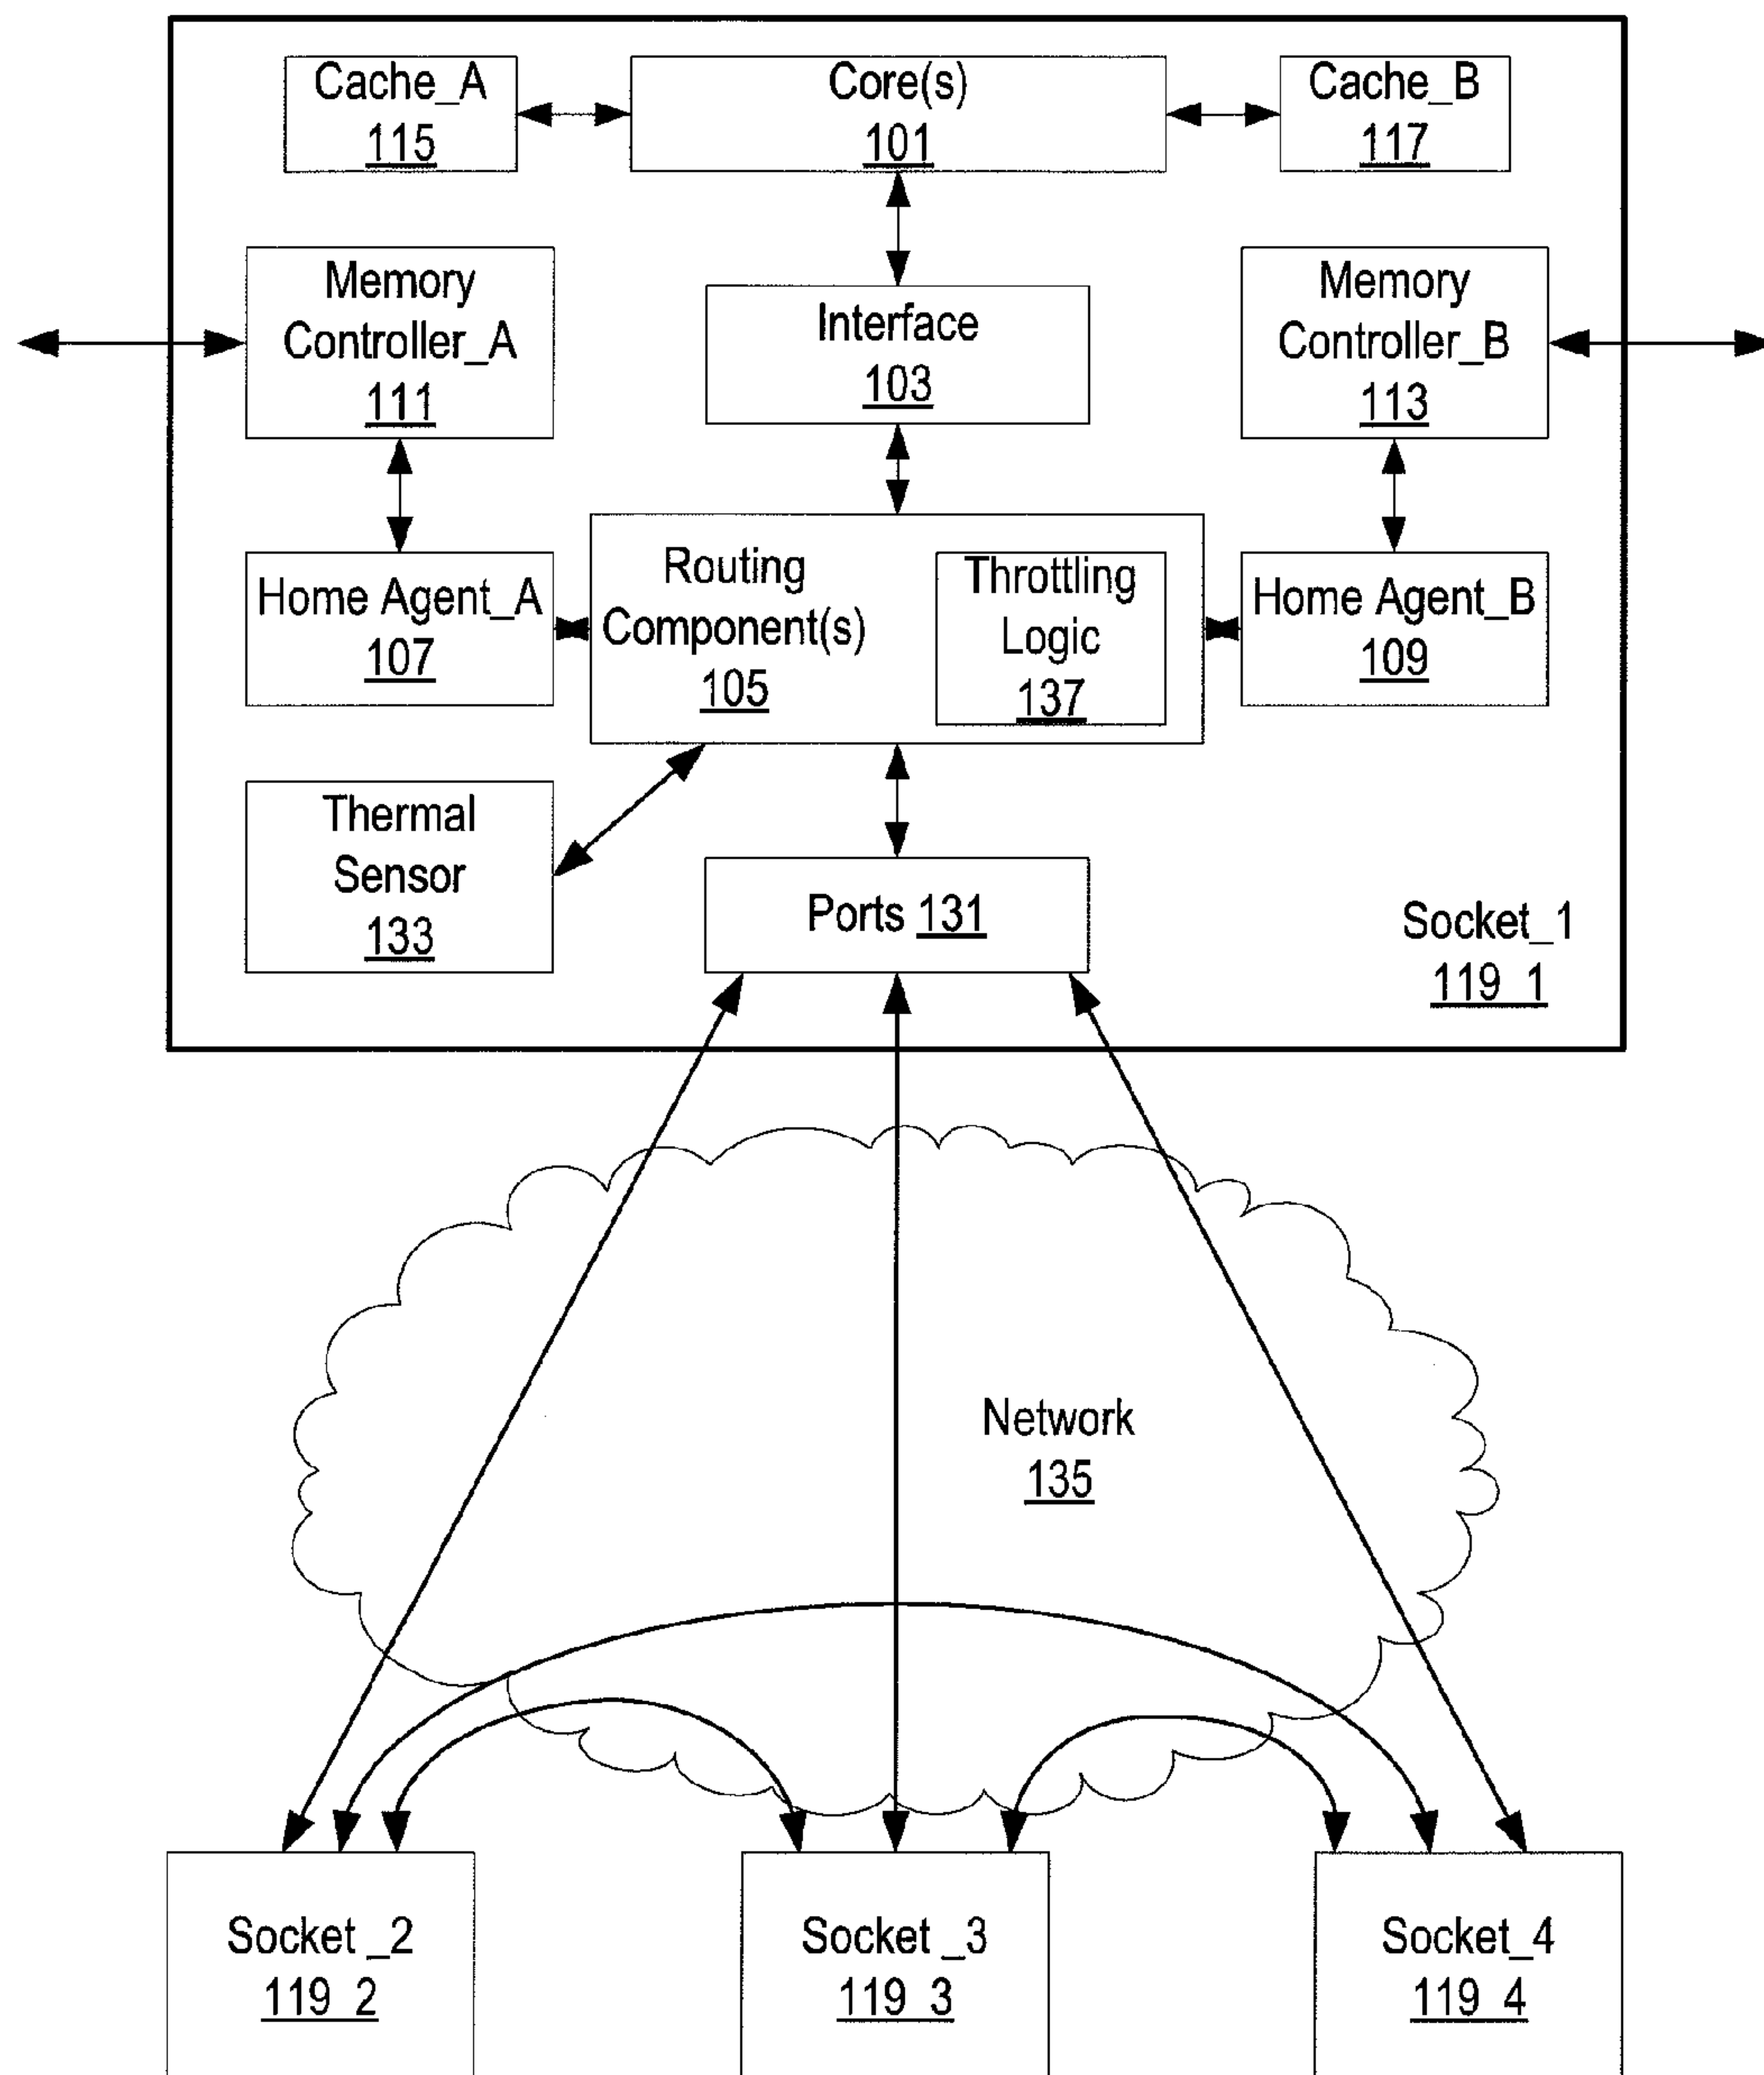 Cache_A
115
Core(s)
101
Cache_B
117
Memory
Controller_A
111
Interface
103
Memory
Controller_B
113
Home Agent_A
107
Routing
Component(s)
105
Throttling
Logic
137
Home Agent_B
109
Thermal
Sensor
133
Ports 131
Socket_1
119_1
Network
135
Socket _2
119_2
Socket _3
119_3
Socket_4
119_4